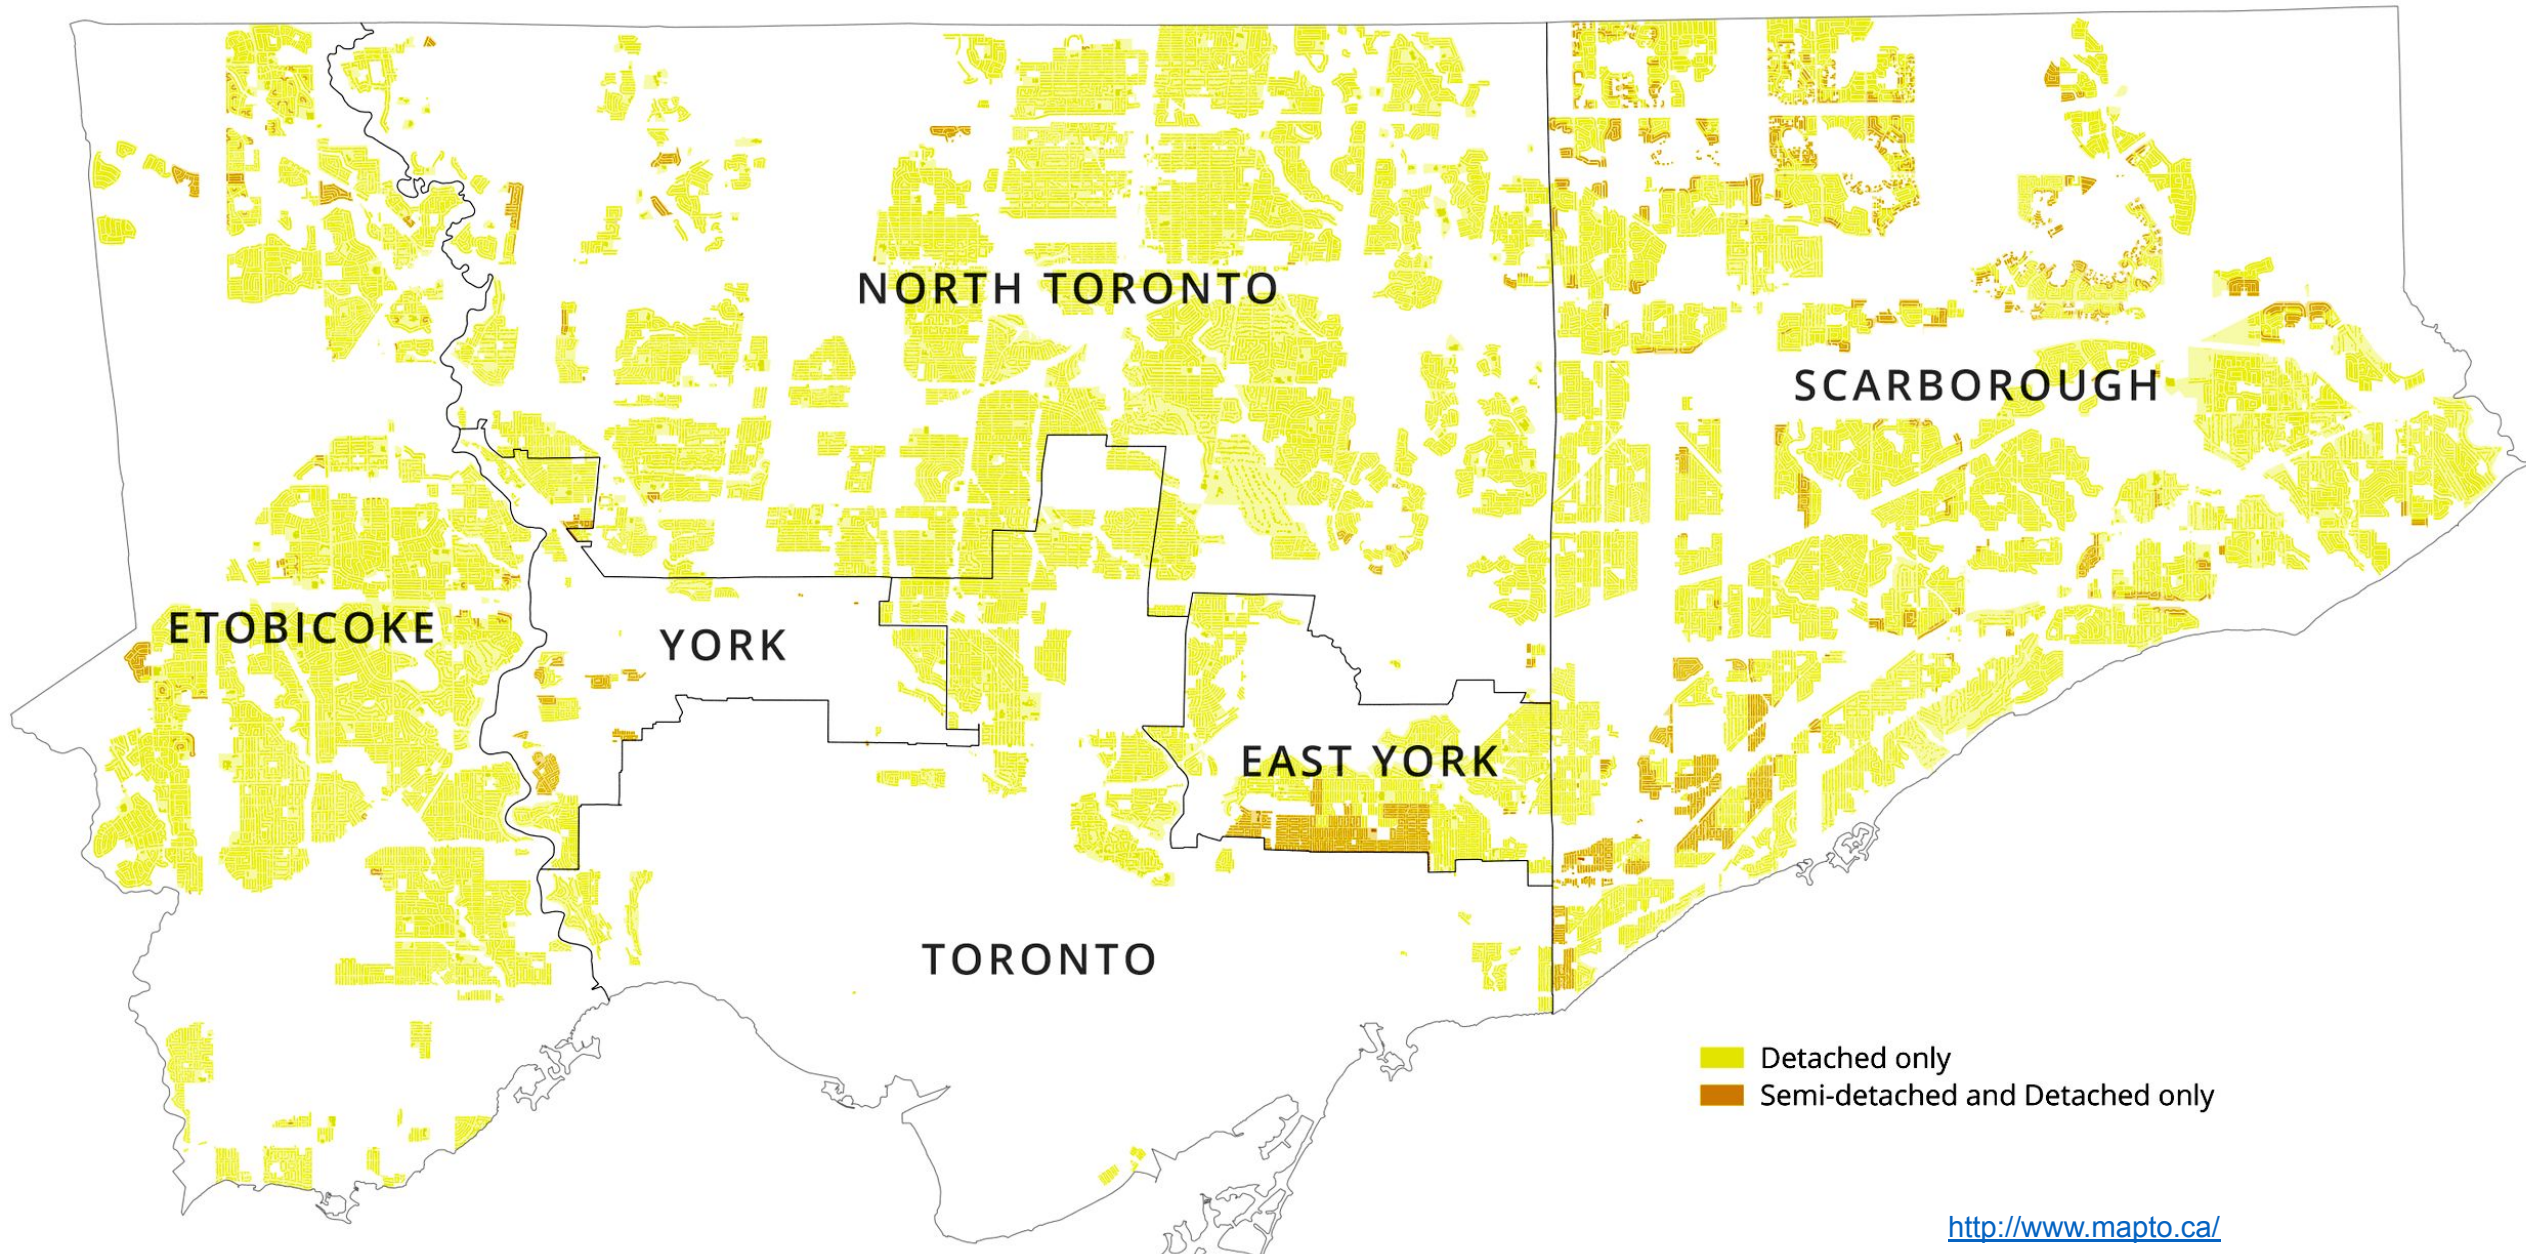 NORTH TORONTO
SCARBOROUGH
ETOBICOKE
YORK
EAST YORK
TORONTO
Detached only
Semi-detached and Detached only
http://www.mapto.ca/